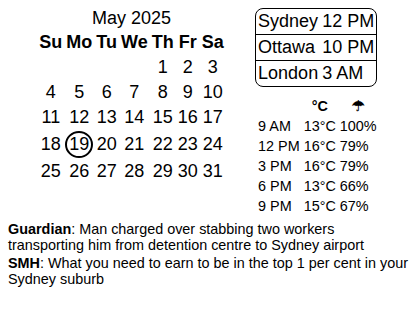 May 2025
Su Mo Tu We Th Fr Sa
1 2 3
4 5 6 7 8 9 10
11 12 13 14 15 16 17
18 19 20 21 22 23 24
25 26 27 28 29 30 31
Sydney 12 PM
Ottawa 10 PM
London 3 AM
°C ☂
9 AM 13°C 100%
12 PM 16°C 79%
3 PM 16°C 79%
6 PM 13°C 66%
9 PM 15°C 67%
Guardian: Man charged over stabbing two workers
transporting him from detention centre to Sydney airport
SMH: What you need to earn to be in the top 1 per cent in your
Sydney suburb